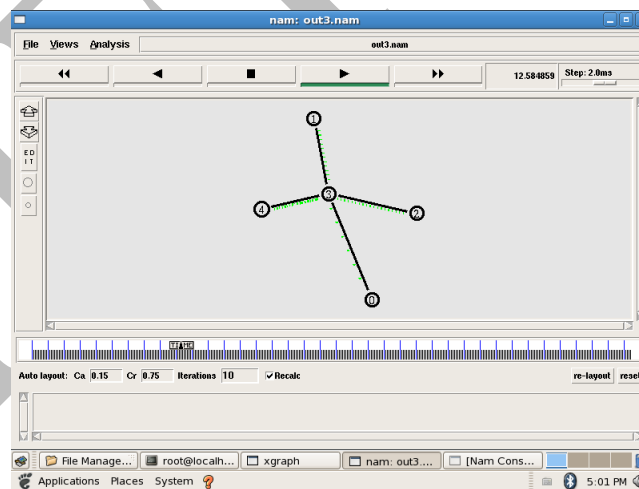 nam: out3.nam
File Views Analysis out3.nam
12.584859 Step: 2.0ms
E D
I T
1
3
4
2
0
TIME
Auto layout: Ca 0.15 Cr 0.75 Iterations 10 Recalc re-layout reset
File Manage... root@localh... xgraph nam: out3.... [Nam Cons...
Applications Places System 5:01 PM